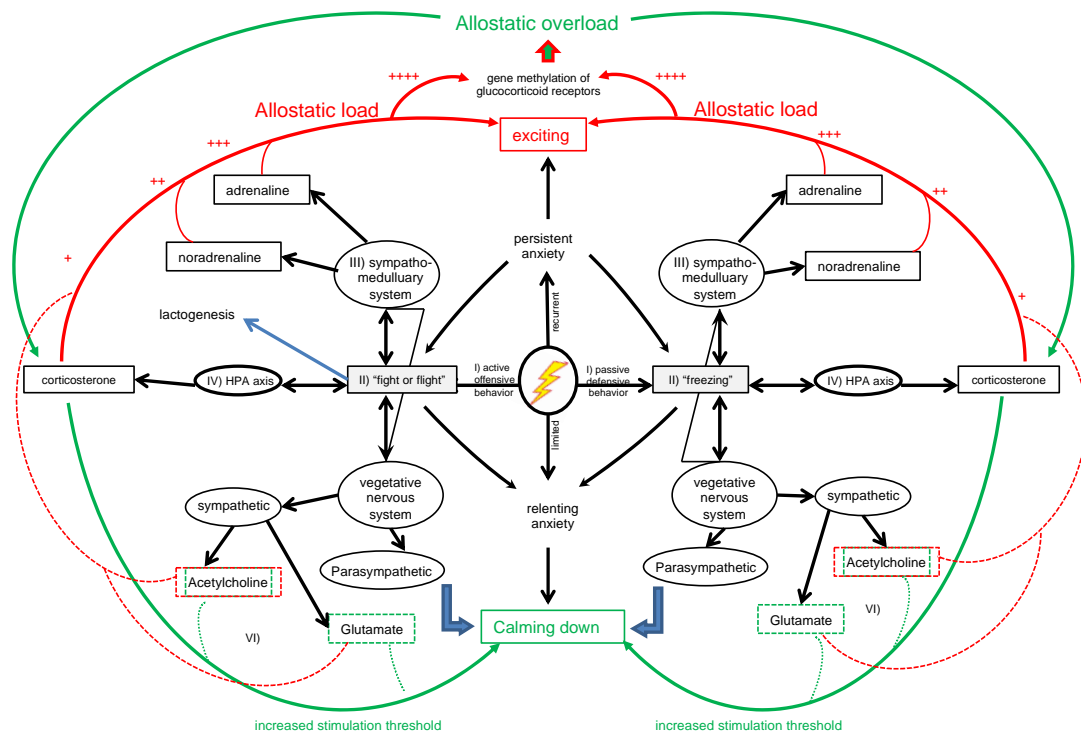 Allostatic overload
++++
++++
gene methylation of
glucocorticoid receptors
Allostatic load
Allostatic load
exciting
+++
+++
++
++
adrenaline
adrenaline
noradrenaline
III) sympatho-
medulluary
system
persistent
anxiety
III) sympatho-
medulluary
system
noradrenaline
+
+
lactogenesis
recurrent
corticosterone
IV) HPA axis
II) “fight or flight”
I) active
offensive
behavior
I) passive
defensive
behavior
II) “freezing”
IV) HPA axis
corticosterone
limited
vegetative
nervous
system
vegetative
nervous
system
sympathetic
sympathetic
relenting
anxiety
Parasympathetic
Parasympathetic
Acetylcholine
Acetylcholine
VI)
VI)
Glutamate
Glutamate
Calming down
increased stimulation threshold
increased stimulation threshold